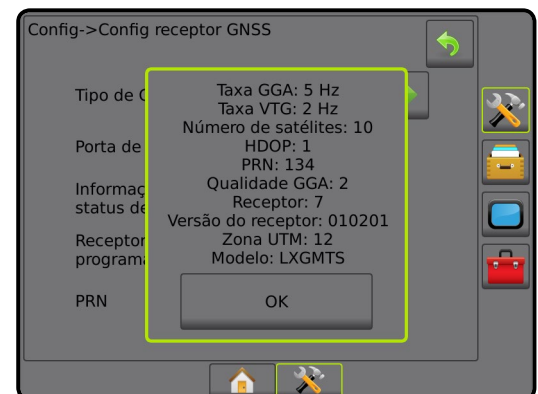 Config->Config receptor GNSS
Tipo de
Porta de
Informaç
status de
Receptor
programa
PRN
Taxa GGA: 5 Hz
Taxa VTG: 2 Hz
Número de satélites: 10
HDOP: 1
PRN: 134
Qualidade GGA: 2
Receptor: 7
Versão do receptor: 010201
Zona UTM: 12
Modelo: LXGMTS
OK